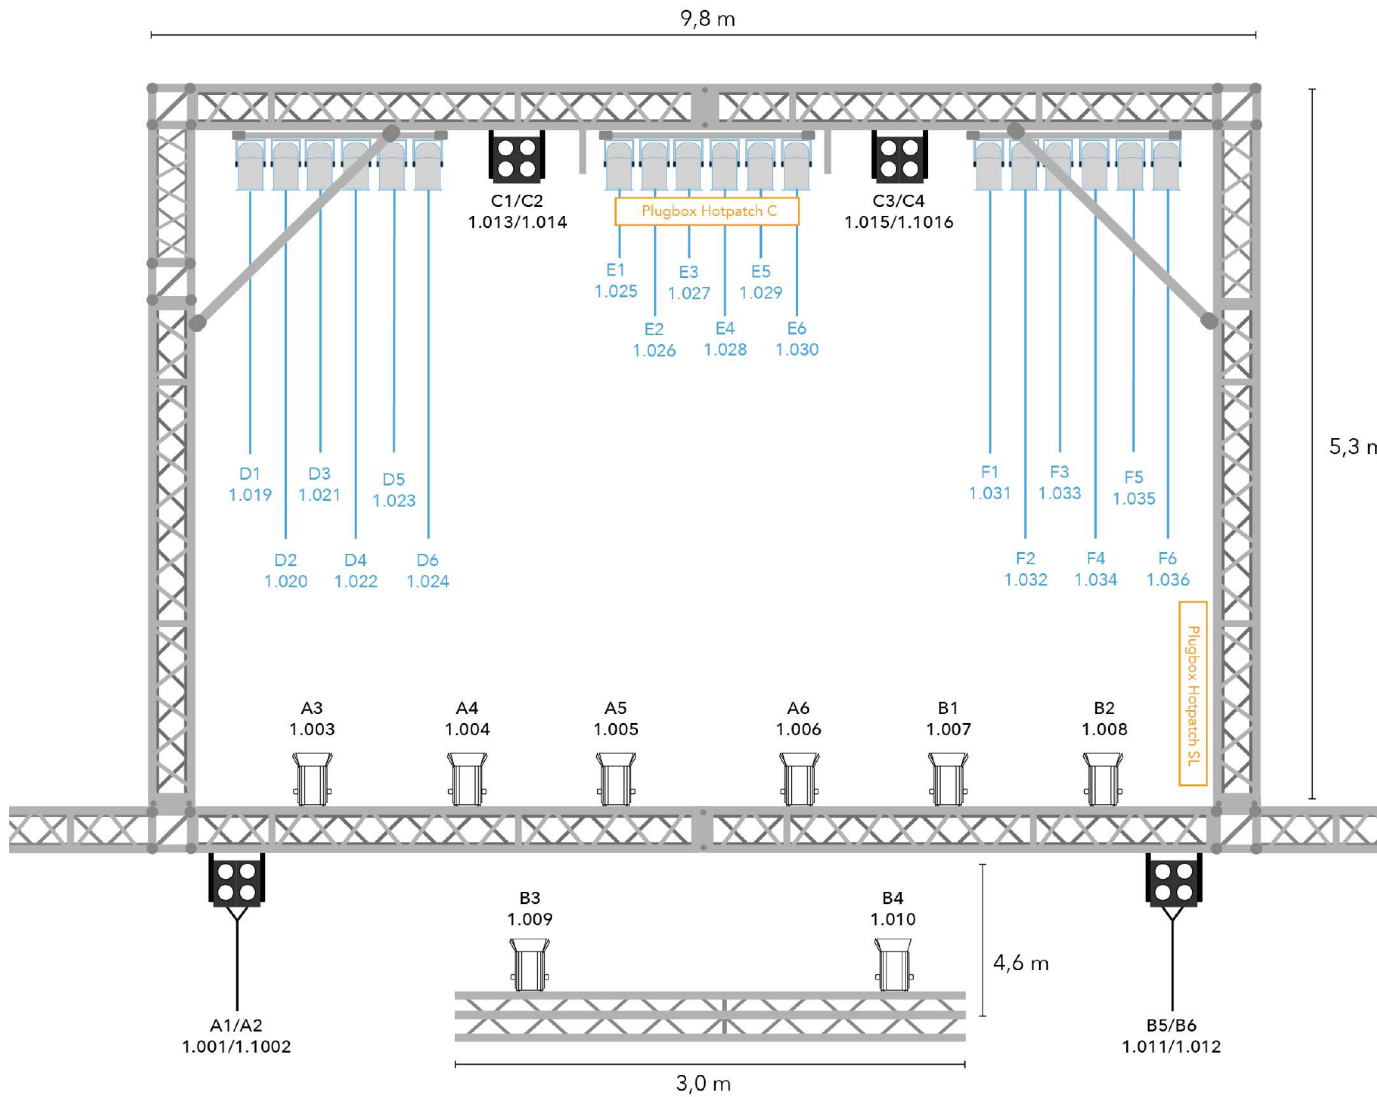 9,8 m
C1/C2
1.013/1.014
C3/C4
1.015/1.1016
Plugbox Hotpatch C
E1
1.025
E3
1.027
E5
1.029
E2
1.026
E4
1.028
E6
1.030
5,3 m
D1
1.019
D3
1.021
D5
1.023
F1
1.031
F3
1.033
F5
1.035
D2
1.020
D4
1.022
D6
1.024
F2
1.032
F4
1.034
F6
1.036
Plugbox Hotpatch SL
A3
1.003
A4
1.004
A5
1.005
A6
1.006
B1
1.007
B2
1.008
B3
1.009
B4
1.010
4,6 m
A1/A2
1.001/1.1002
B5/B6
1.011/1.012
3,0 m